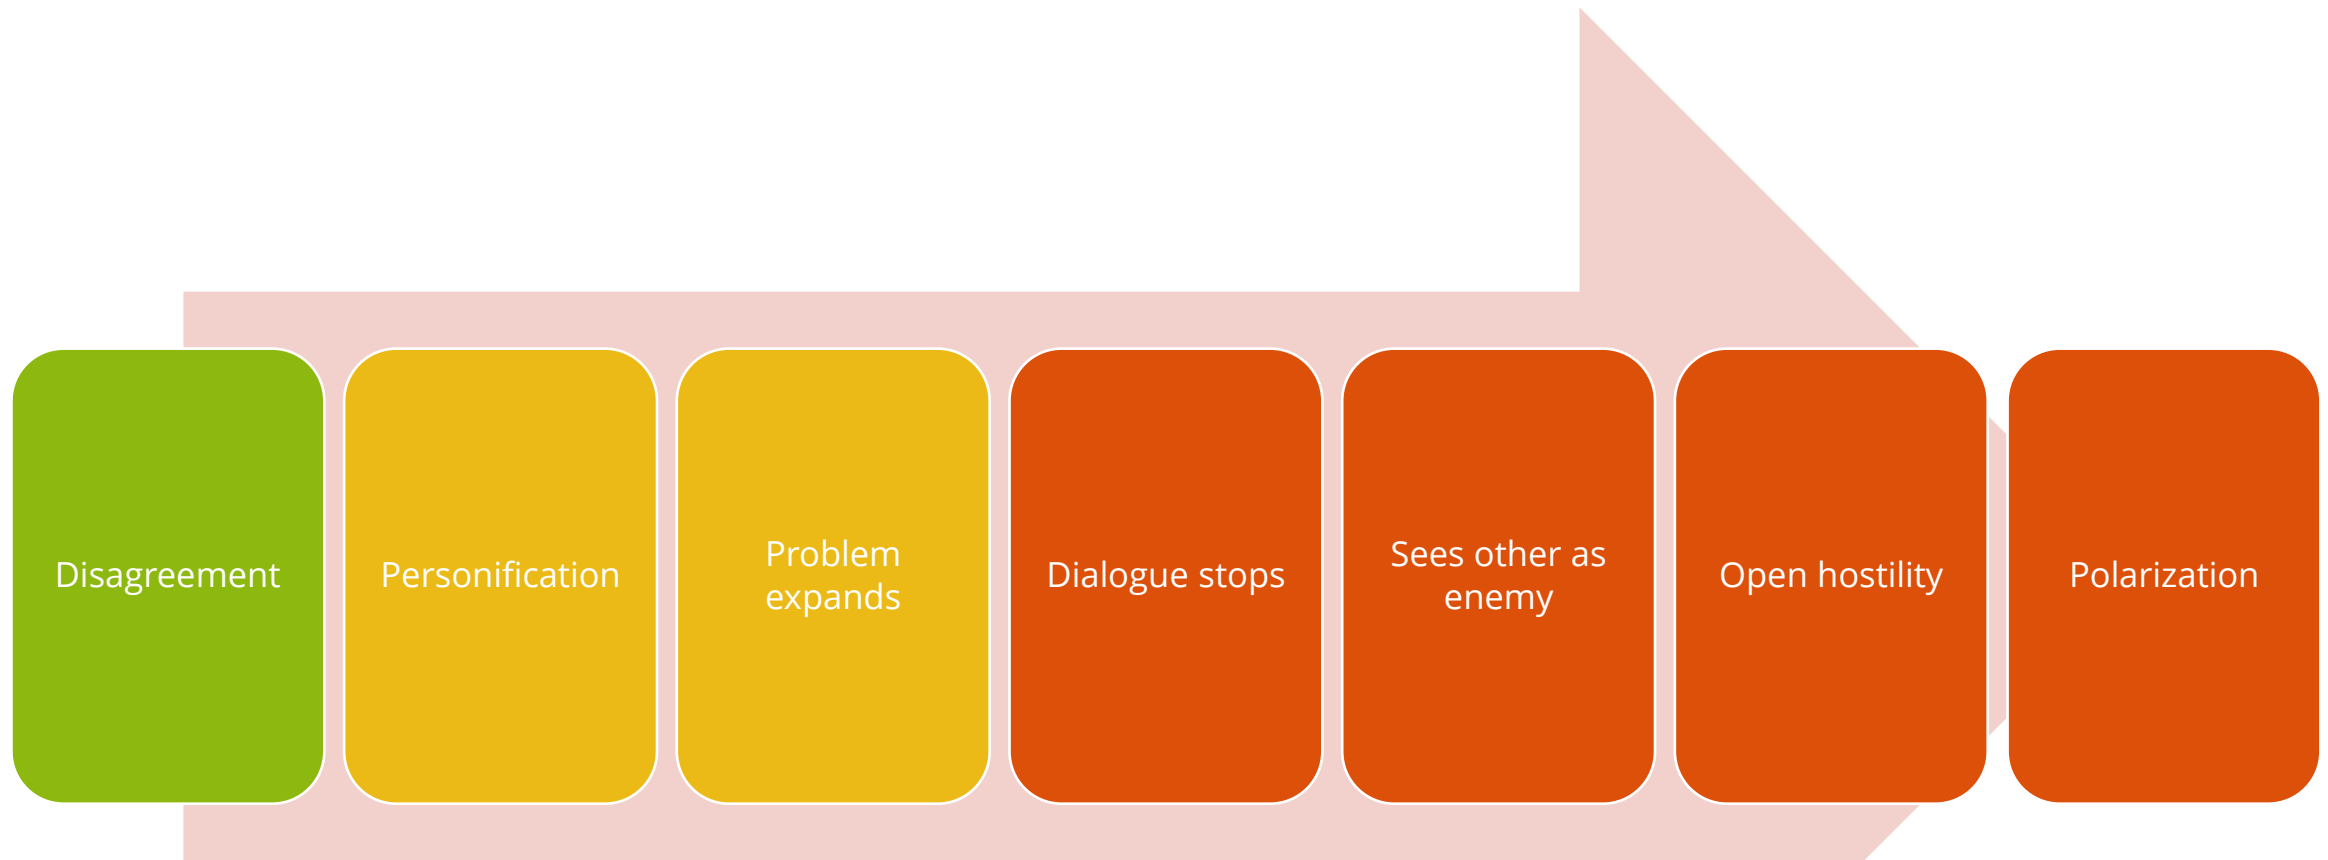 Disagreement
Personification
Problem
expands
Dialogue stops
Sees other as
enemy
Open hostility
Polarization